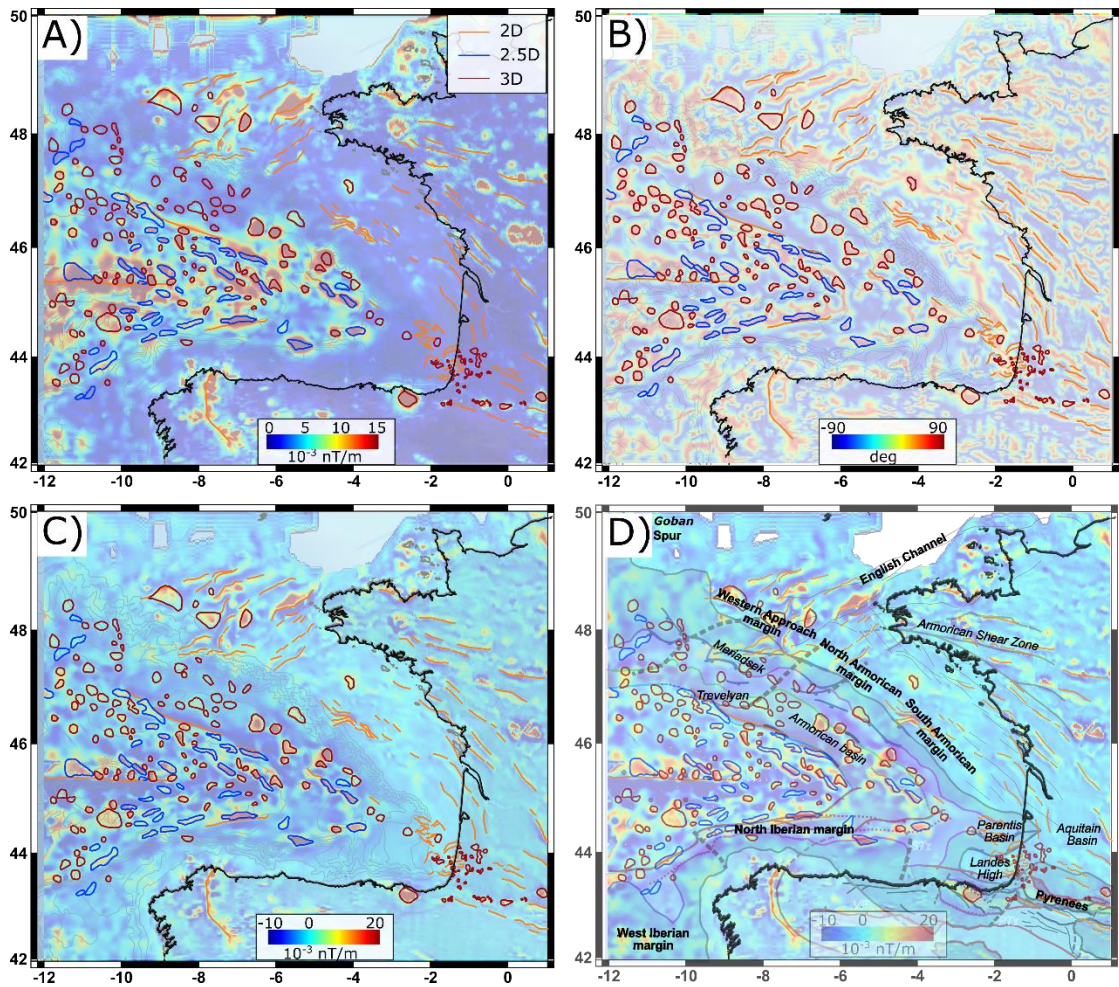 A)
2D
2.5D
3D
50
48
46
44
42
0 5 10 15
10⁻³ nT/m
-12 -10 -8 -6 -4 -2 0
B)
50
48
46
44
42
-90 90
deg
-12 -10 -8 -6 -4 -2 0
C)
50
48
46
44
42
-10 0 20
10⁻³ nT/m
-12 -10 -8 -6 -4 -2 0
D)
50
48
46
44
42
Goban
Spur
English Channel
Western Approach
margin
North Armorican
margin
Armorican Shear Zone
Meriadsek
Trevelyan
Armorican basin
South Armorican
margin
North Iberian margin
Parentis
Basin
Aquitain
Basin
Landes
High
Pyrenees
West Iberian
margin
-10 0 20
10⁻³ nT/m
-12 -10 -8 -6 -4 -2 0